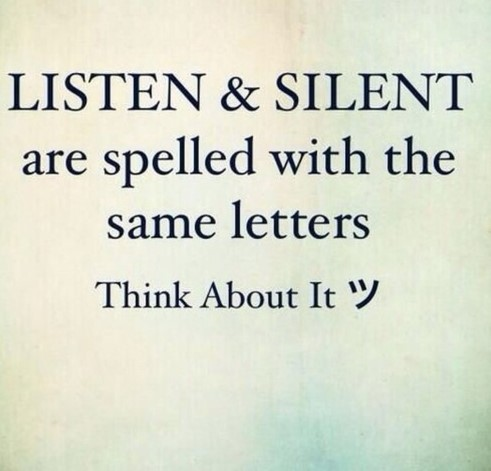 LISTEN & SILENT
are spelled with the
same letters
Think About It ツ